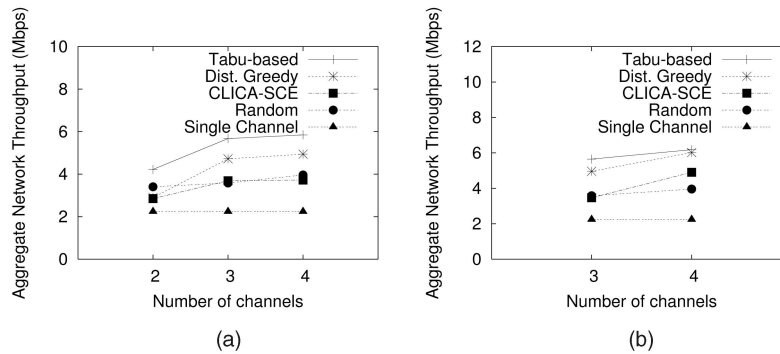 Aggregate Network Throughput (Mbps)
10
8
6
4
2
0
Tabu-based
Dist. Greedy
CLICA-SCE
Random
Single Channel
2 3 4
Number of channels
(a)
Aggregate Network Throughput (Mbps)
12
10
8
6
4
2
0
Tabu-based
Dist. Greedy
CLICA-SCE
Random
Single Channel
3 4
Number of channels
(b)